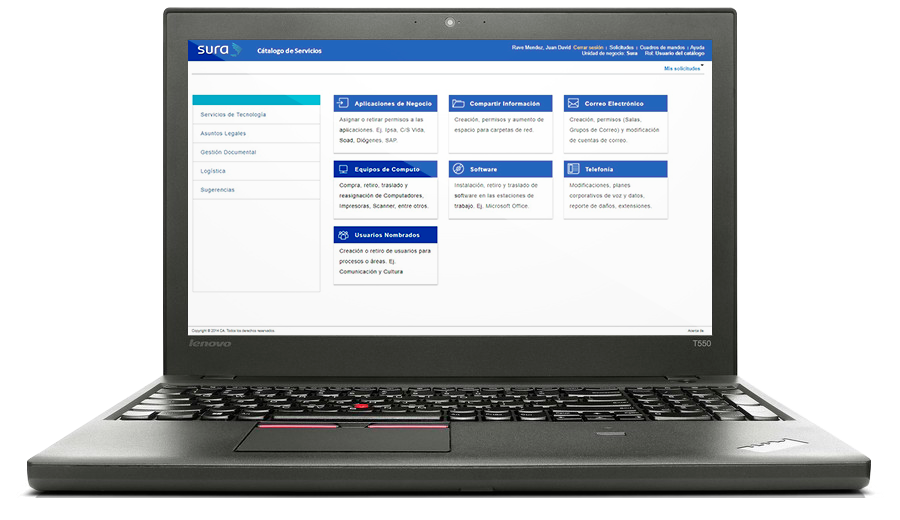 sura
Cátalogo de Servicios
Rave Mendez, Juan David Cerrar sesión | Solicitudes | Cuadros de mandos | Ayuda
Unidad de negocio: Sura Rol: Usuario del catálogo
Mis solicitudes
Servicios de Tecnología
Asuntos Legales
Gestión Documental
Logística
Sugerencias
Aplicaciones de Negocio
Asignar o retirar permisos a las
aplicaciones. Ej. Ipsa, C/S Vida,
Soad, Diógenes, SAP.
Compartir Información
Creación, permisos y aumento de
espacio para carpetas de red.
Correo Electrónico
Creación, permisos (Salas,
Grupos de Correo) y modificación
de cuentas de correo.
Equipos de Computo
Compra, retiro, traslado y
reasignación de Computadores,
Impresoras, Scanner, entre otros.
Software
Instalación, retiro y traslado de
software en las estaciones de
trabajo. Ej. Microsoft Office.
Telefonía
Modificaciones, planes
corporativos de voz y datos,
reporte de daños, extensiones.
Usuarios Nombrados
Creación o retiro de usuarios para
procesos o áreas. Ej.
Comunicación y Cultura
Copyright © 2014 CA. Todos los derechos reservados.
Acerca de
lenovo
T550